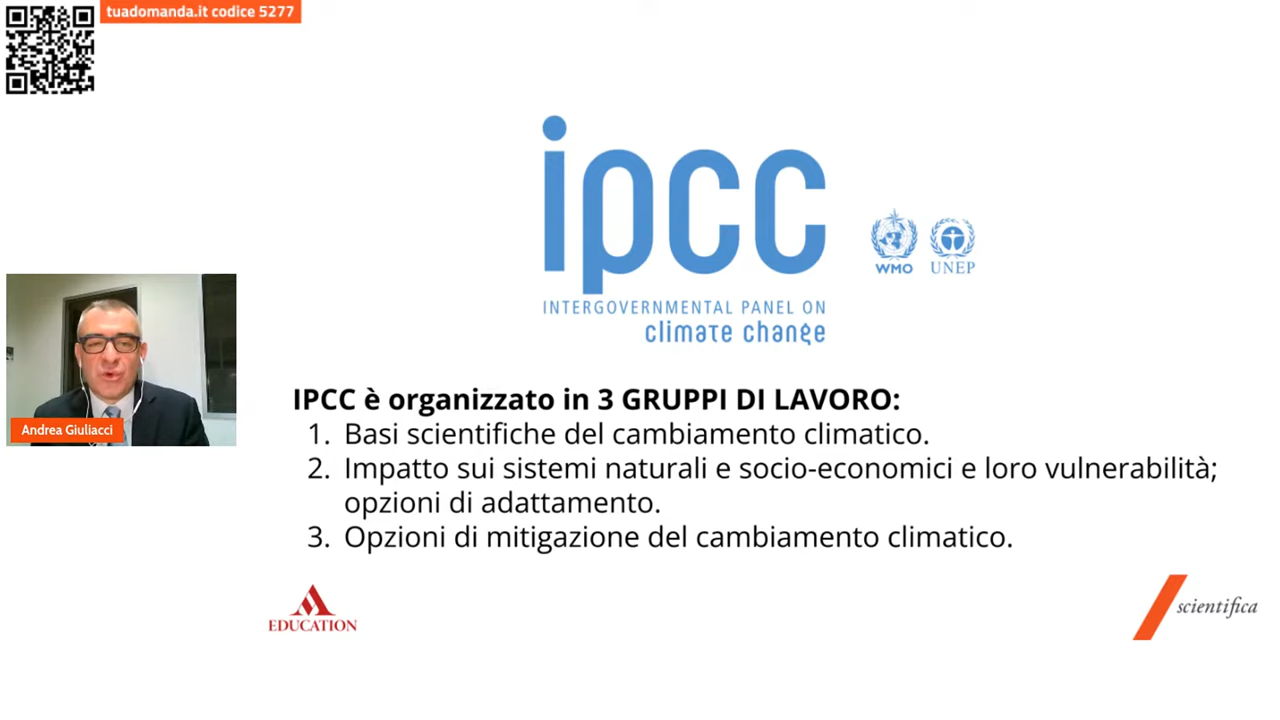 tuadomanda.it codice 5277
ipcc
INTERGOVERNMENTAL PANEL ON
climate change
WMO
UNEP
Andrea Giuliacci
IPCC è organizzato in 3 GRUPPI DI LAVORO:
1. Basi scientifiche del cambiamento climatico.
2. Impatto sui sistemi naturali e socio-economici e loro vulnerabilità;
opzioni di adattamento.
3. Opzioni di mitigazione del cambiamento climatico.
EDUCATION
scientifica